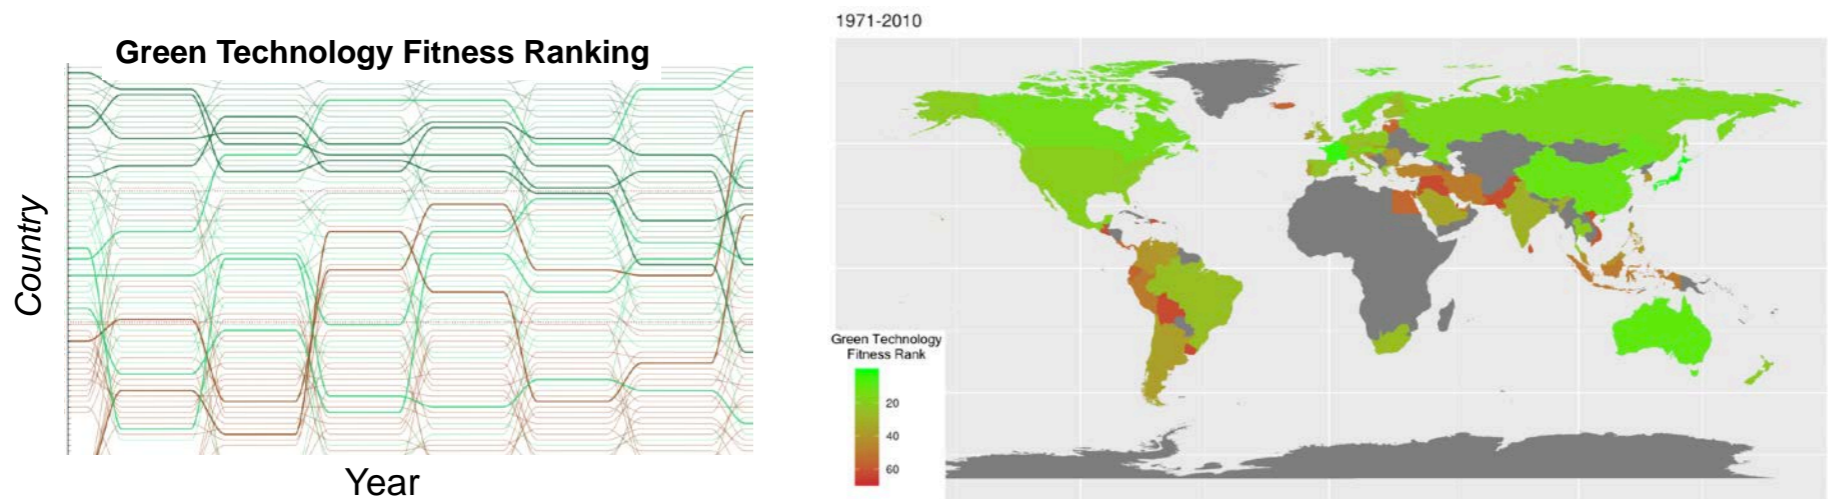 Green Technology Fitness Ranking
Country
Year
1971-2010
Green Technology
Fitness Rank
20
40
60